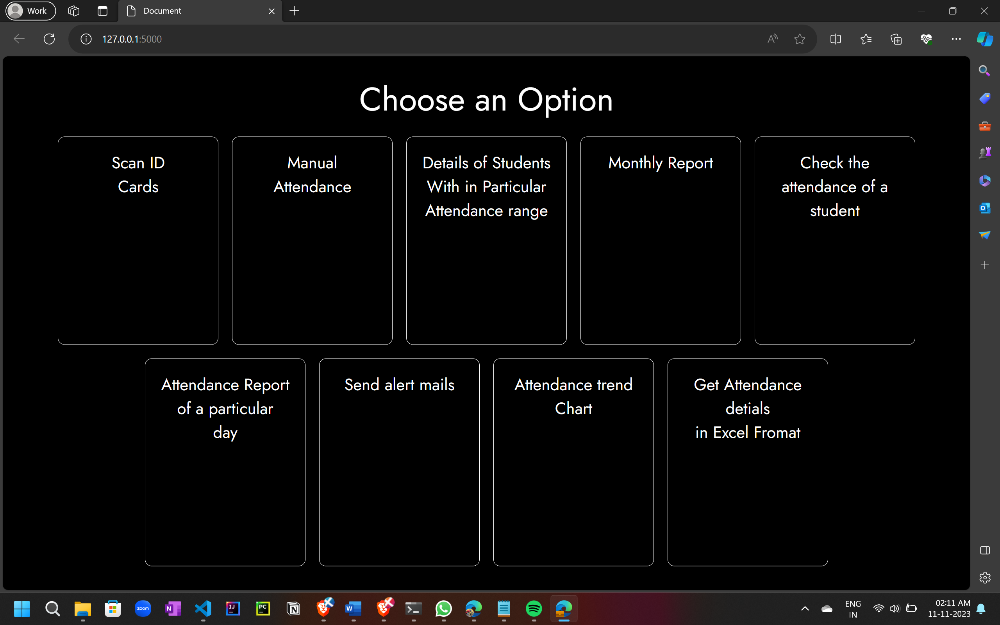 Work
Document
127.0.0.1:5000
Choose an Option
Scan ID
Cards
Manual
Attendance
Details of Students
With in Particular
Attendance range
Monthly Report
Check the
attendance of a
student
Attendance Report
of a particular
day
Send alert mails
Attendance trend
Chart
Get Attendance
detials
in Excel Fromat
zoom
N
IJ
PC
N
W
ENG
IN
02:11 AM
11-11-2023